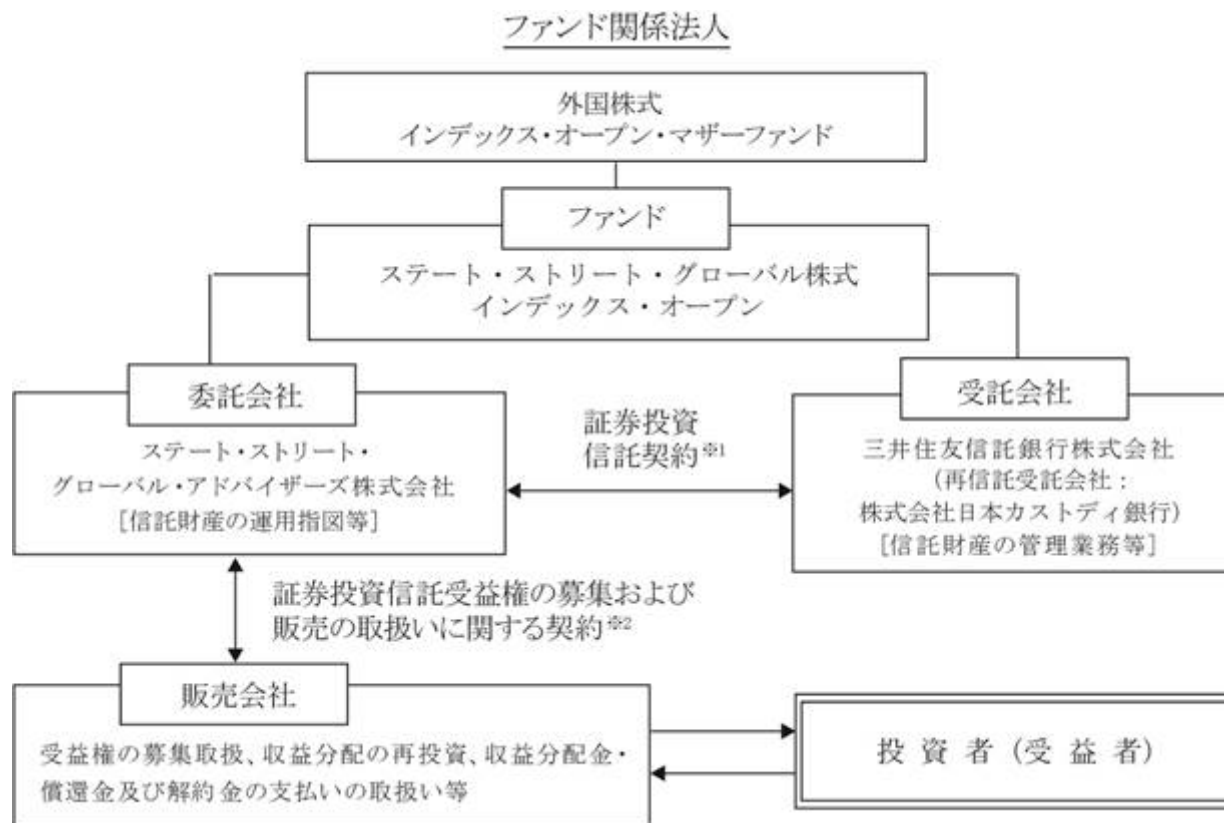 ファンド関係法人
外国株式
インデックス・オープン・マザーファンド
ファンド
ステート・ストリート・グローバル株式
インデックス・オープン
委託会社
ステート・ストリート・
グローバル・アドバイザーズ株式会社
[信託財産の運用指図等]
証券投資
信託契約※1
受託会社
三井住友信託銀行株式会社
(再信託受託会社：
株式会社日本カストディ銀行)
[信託財産の管理業務等]
証券投資信託受益権の募集および
販売の取扱いに関する契約※2
販売会社
受益権の募集取扱、収益分配の再投資、収益分配金・
償還金及び解約金の支払いの取扱い等
投資者(受益者)